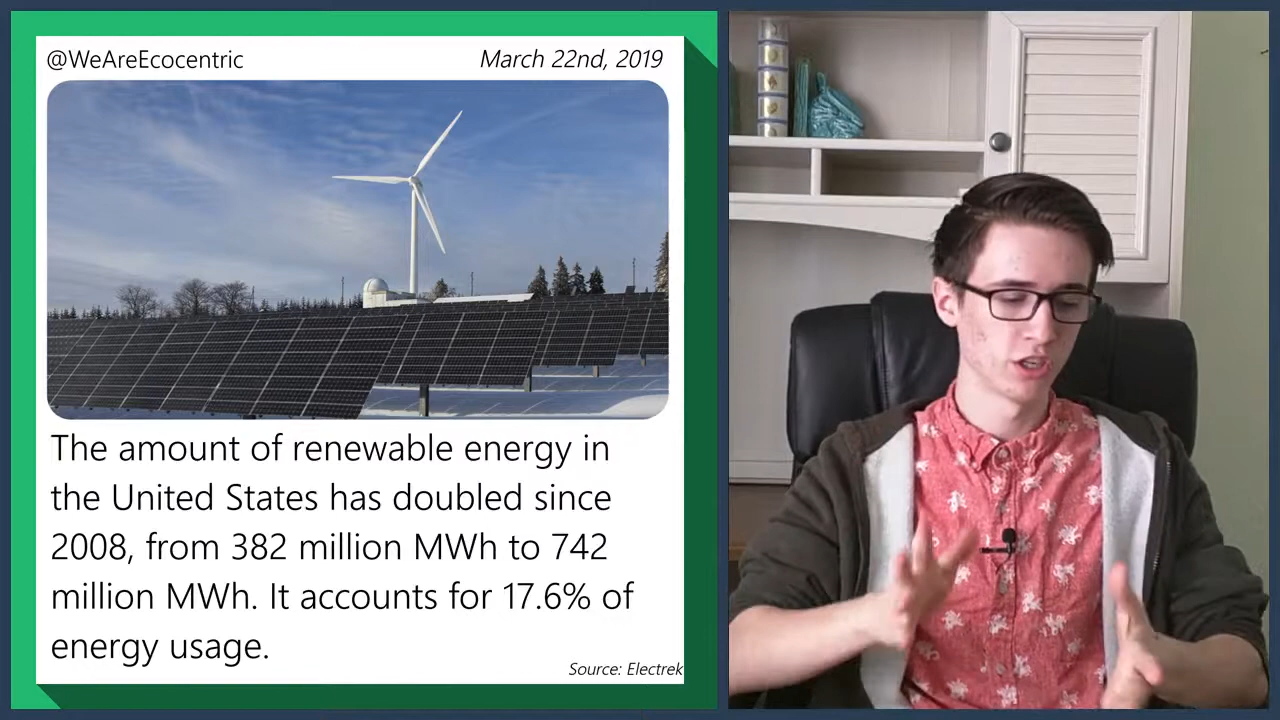 @WeAreEcocentric
March 22nd, 2019
The amount of renewable energy in
the United States has doubled since
2008, from 382 million MWh to 742
million MWh. It accounts for 17.6% of
energy usage.
Source: Electrek